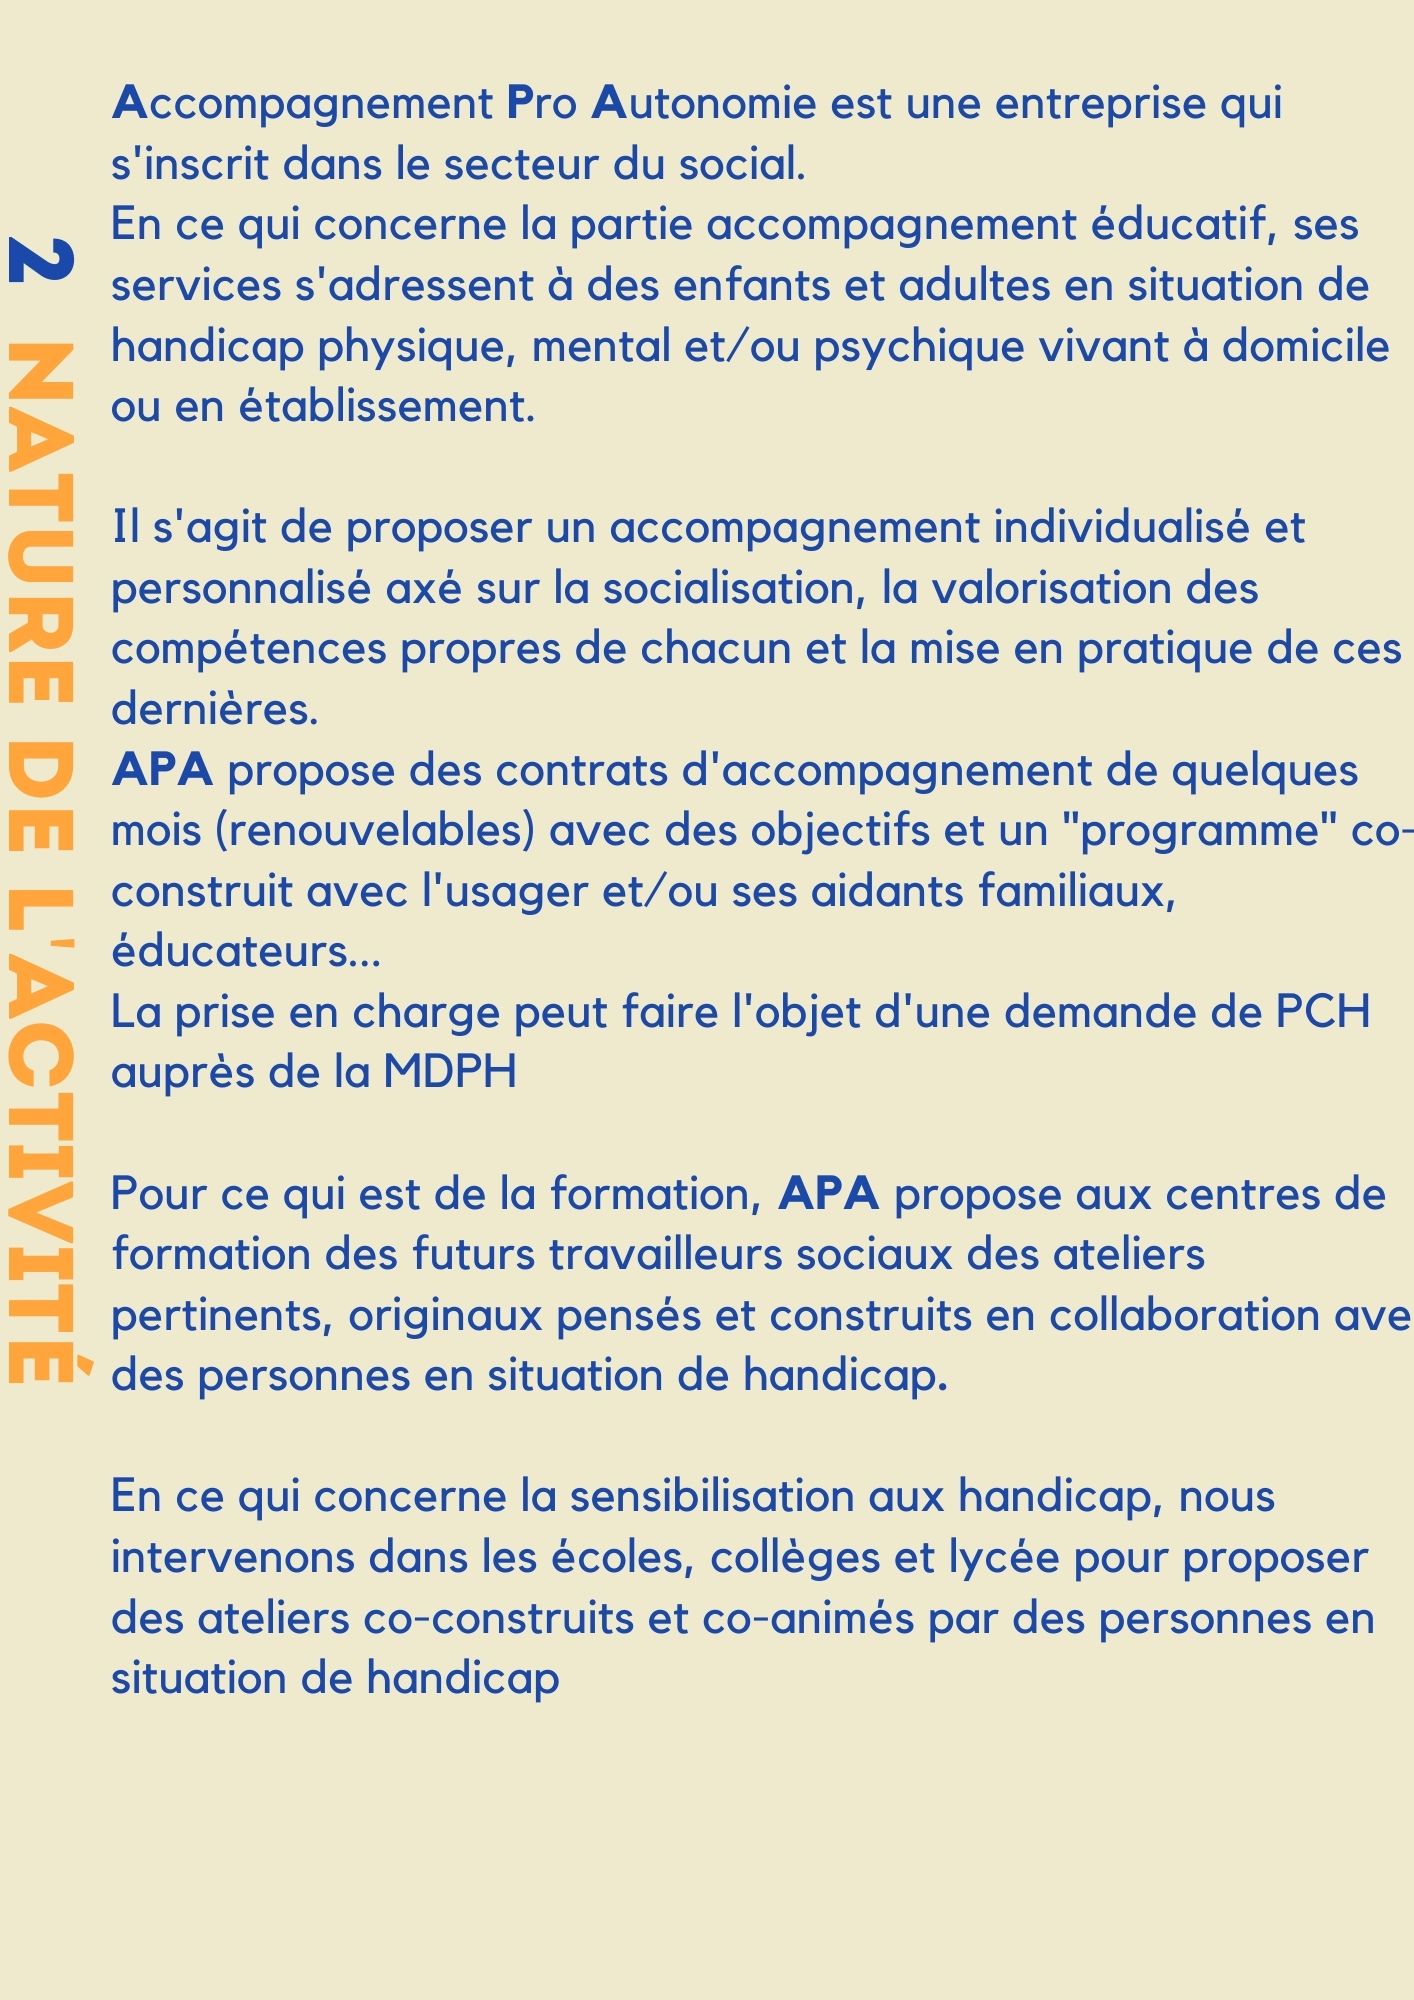 2 NATURE DE L'ACTIVITÉ
Accompagnement Pro Autonomie est une entreprise qui
s'inscrit dans le secteur du social.
En ce qui concerne la partie accompagnement éducatif, ses
services s'adressent à des enfants et adultes en situation de
handicap physique, mental et/ou psychique vivant à domicile
ou en établissement.
Il s'agit de proposer un accompagnement individualisé et
personnalisé axé sur la socialisation, la valorisation des
compétences propres de chacun et la mise en pratique de ces
dernières.
APA propose des contrats d'accompagnement de quelques
mois (renouvelables) avec des objectifs et un "programme" co-
construit avec l'usager et/ou ses aidants familiaux,
éducateurs...
La prise en charge peut faire l'objet d'une demande de PCH
auprès de la MDPH
Pour ce qui est de la formation, APA propose aux centres de
formation des futurs travailleurs sociaux des ateliers
pertinents, originaux pensés et construits en collaboration ave
des personnes en situation de handicap.
En ce qui concerne la sensibilisation aux handicap, nous
intervenons dans les écoles, collèges et lycée pour proposer
des ateliers co-construits et co-animés par des personnes en
situation de handicap